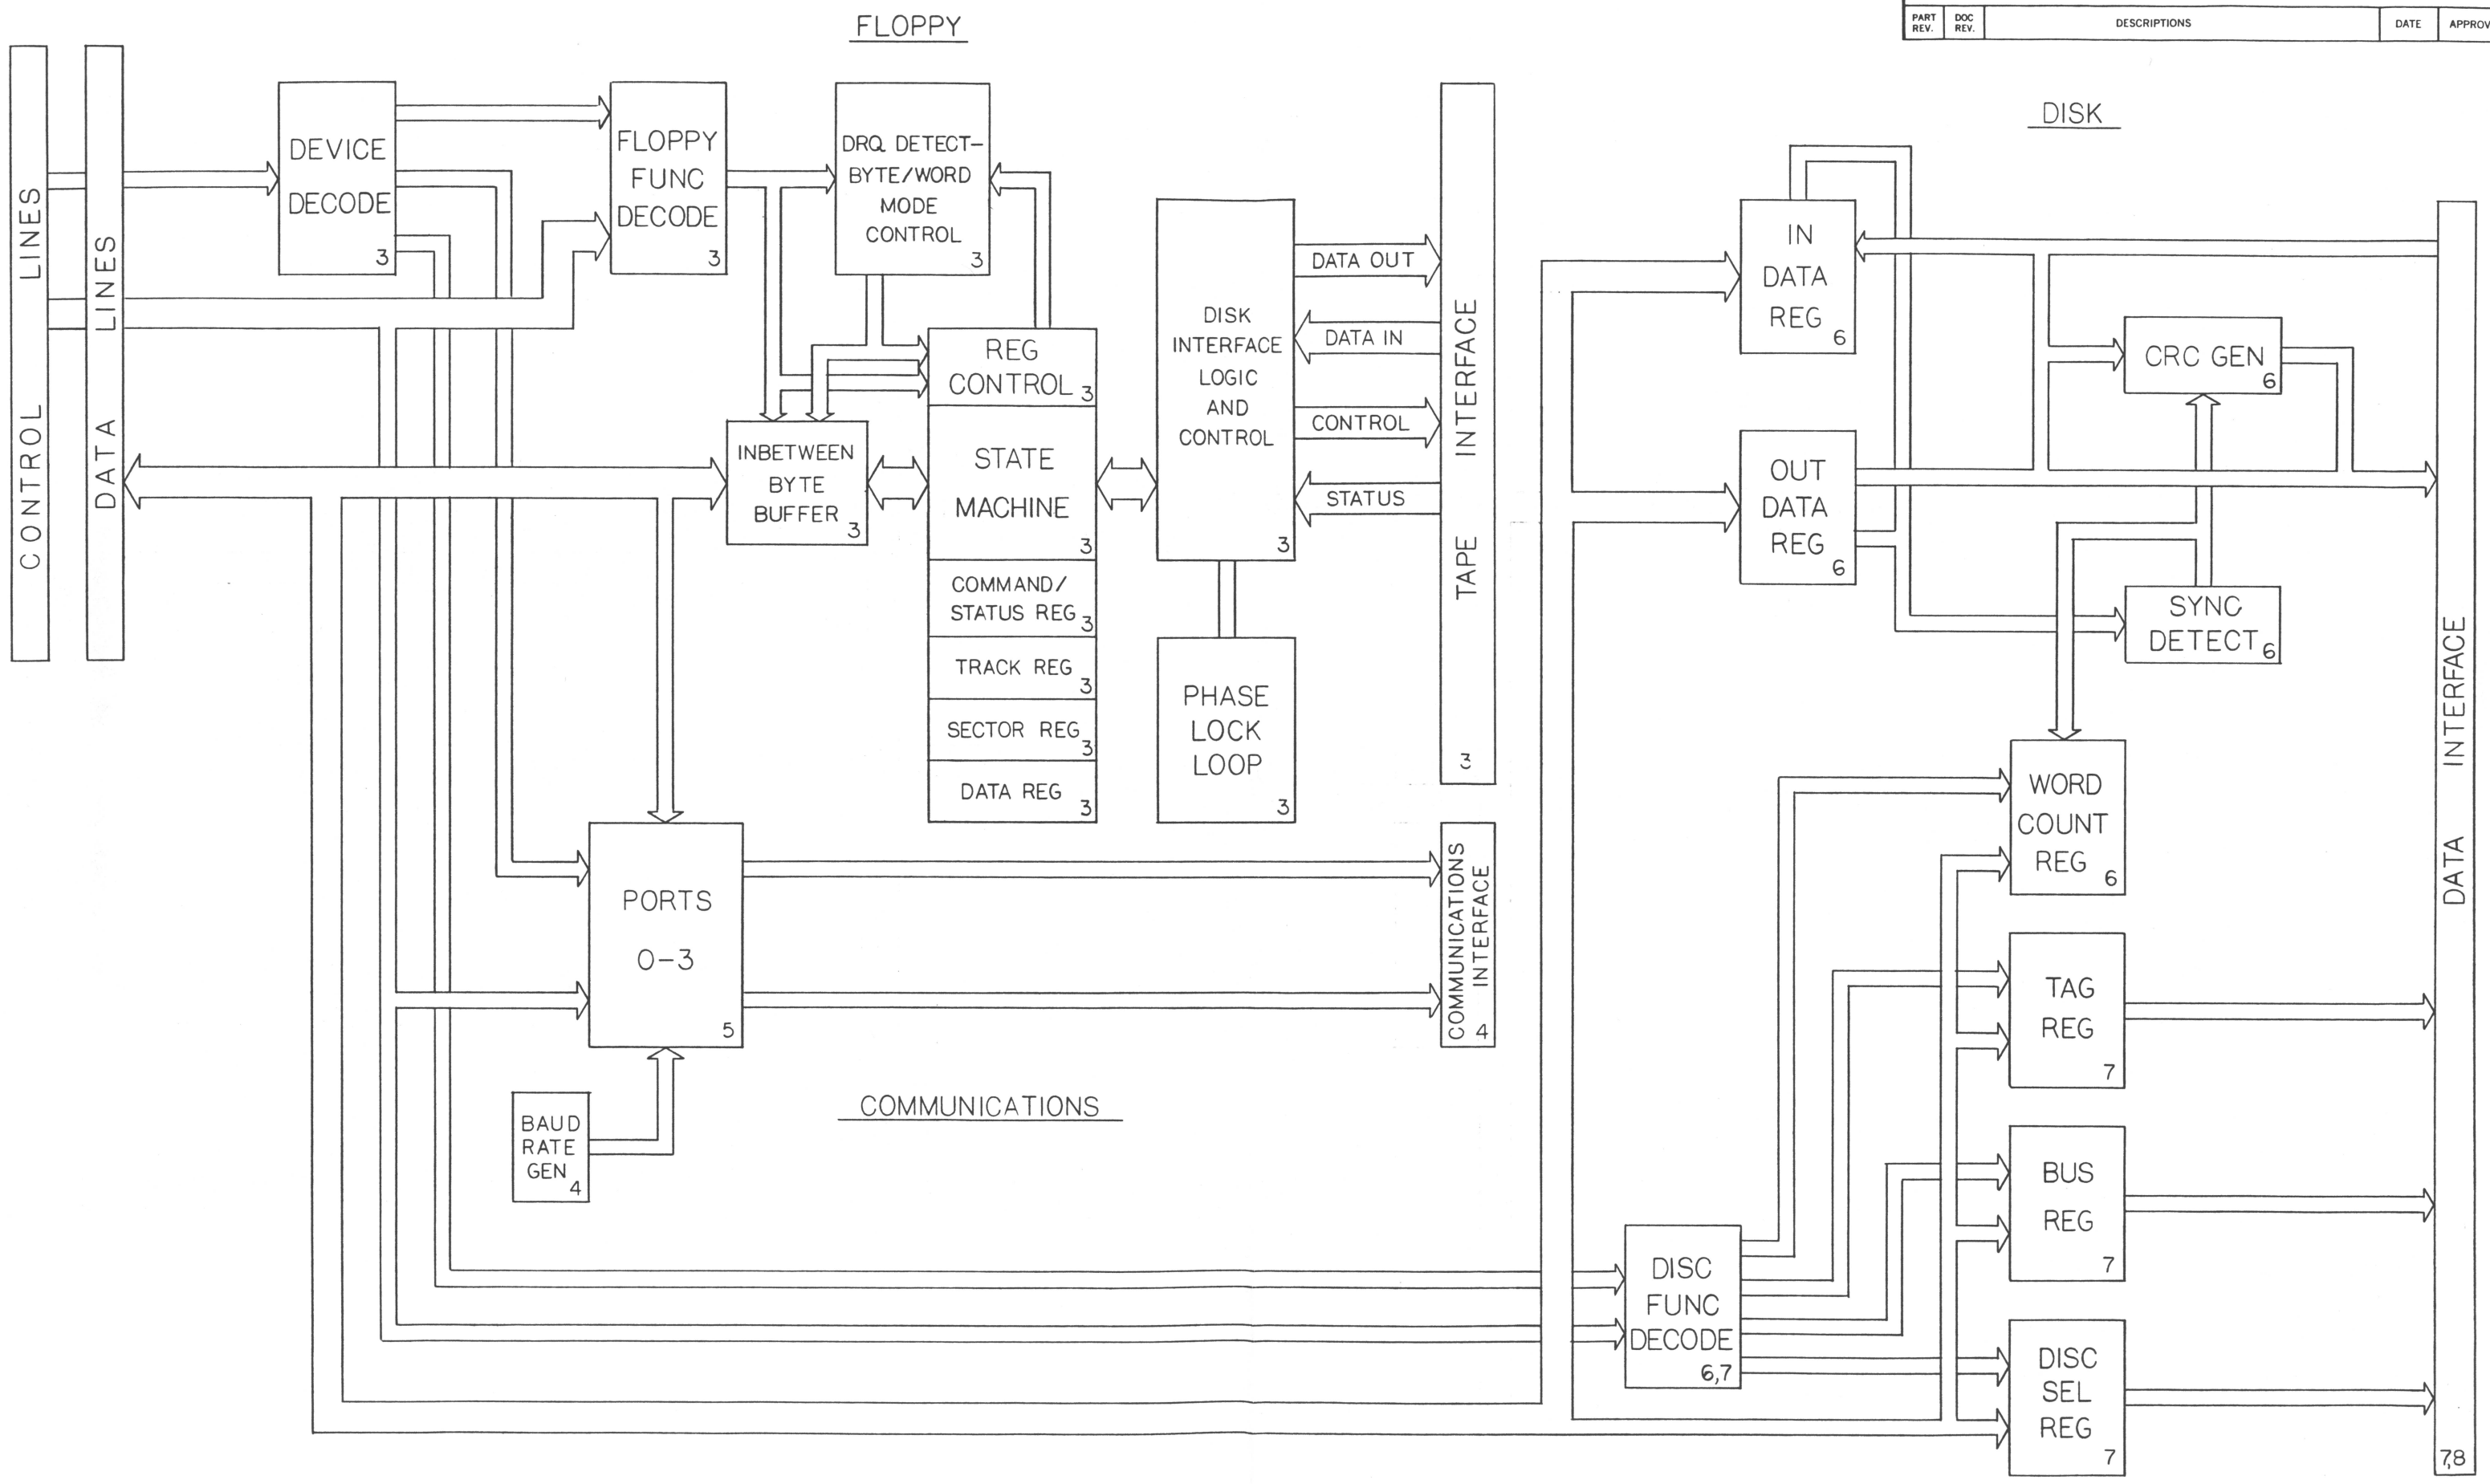 PART REV.
DOC REV.
DESCRIPTIONS
DATE
APPROV
FLOPPY
CONTROL LINES
DATA LINES
DEVICE
DECODE
3
FLOPPY
FUNC
DECODE
3
DRQ DETECT-
BYTE/WORD
MODE
CONTROL
3
REG
CONTROL
3
STATE
MACHINE
3
COMMAND/
STATUS REG
3
TRACK REG
3
SECTOR REG
3
DATA REG
3
INBETWEEN
BYTE
BUFFER
3
DISK
INTERFACE
LOGIC
AND
CONTROL
3
PHASE
LOCK
LOOP
3
DATA OUT
DATA IN
CONTROL
STATUS
TAPE INTERFACE
3
PORTS
0-3
5
BAUD
RATE
GEN
4
COMMUNICATIONS
COMMUNICATIONS
INTERFACE
4
DISK
IN
DATA
REG
6
OUT
DATA
REG
6
CRC GEN
6
SYNC
DETECT
6
WORD
COUNT
REG
6
TAG
REG
7
BUS
REG
7
DISC
SEL
REG
7
DISC
FUNC
DECODE
6,7
DATA INTERFACE
7,8